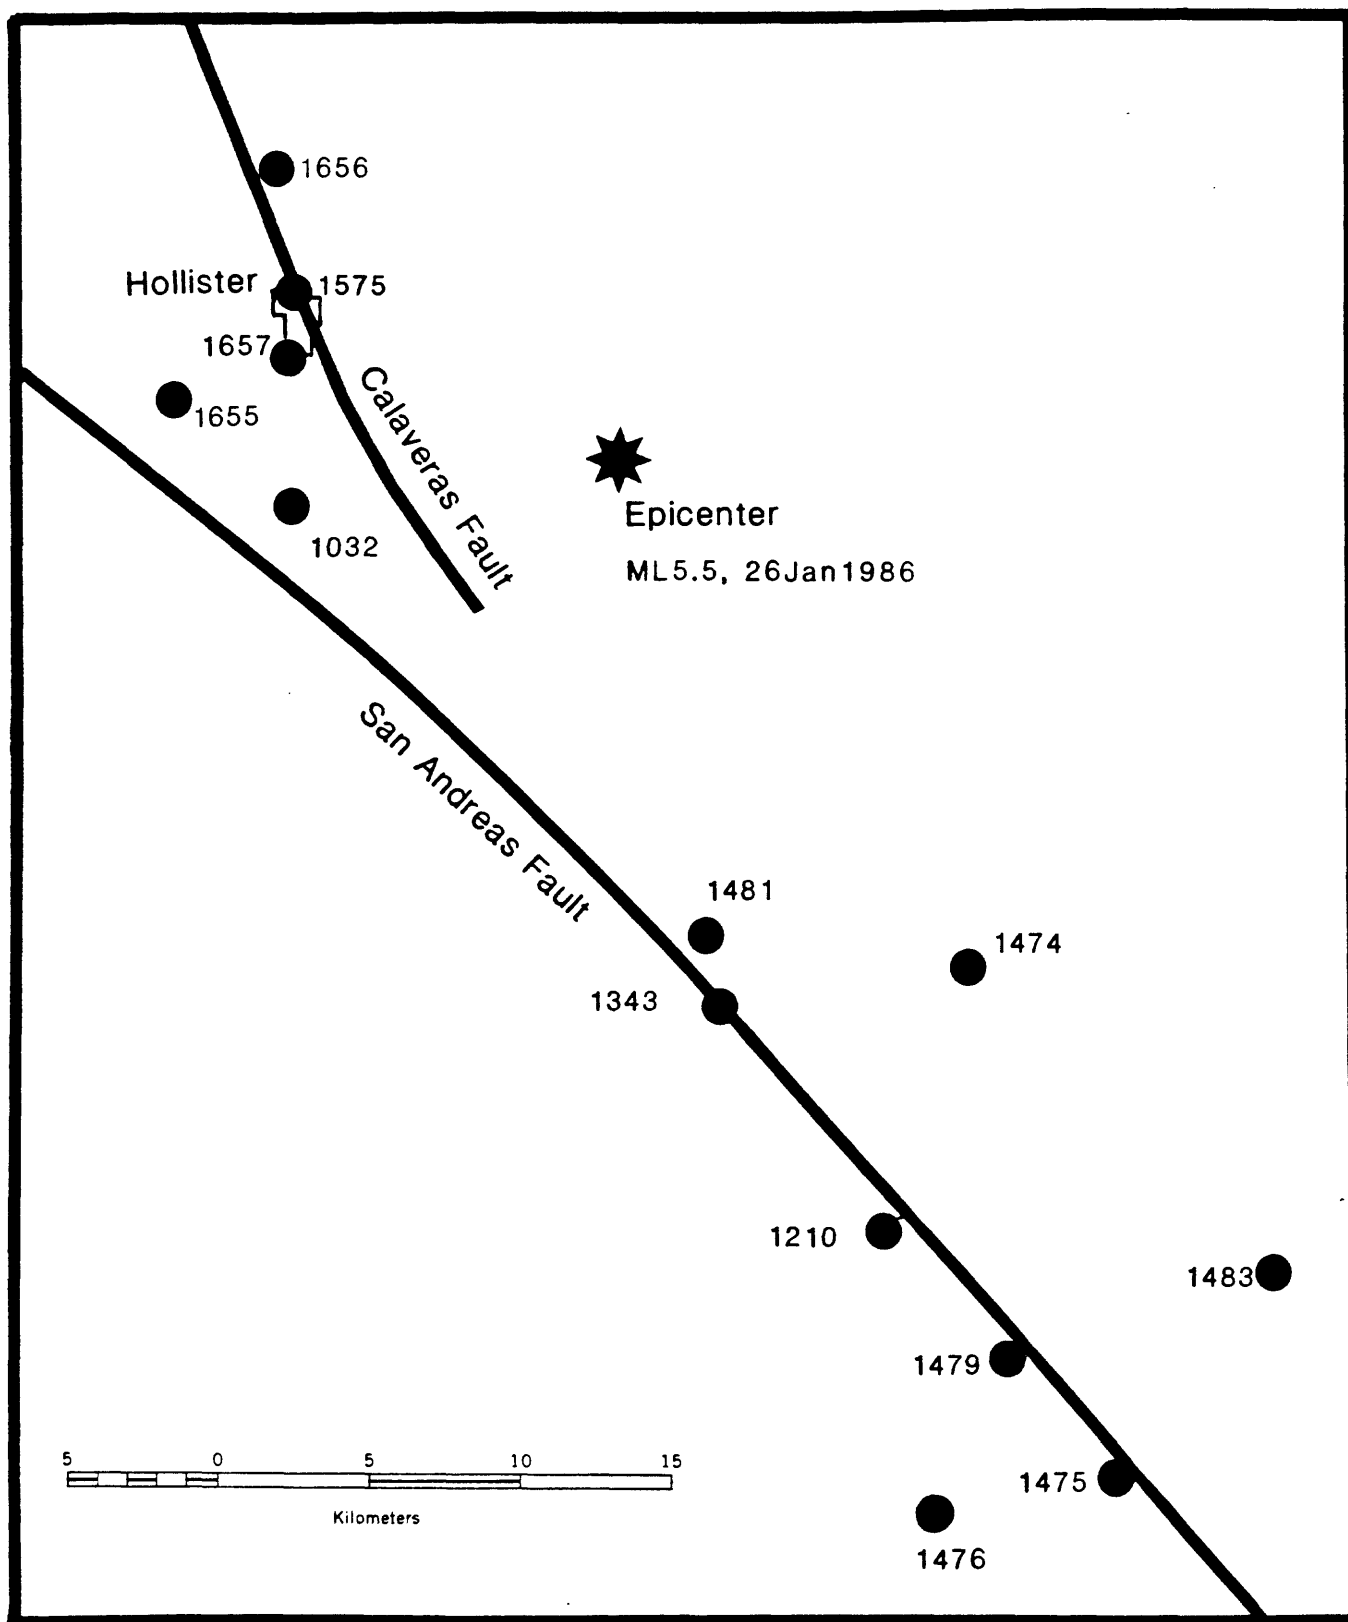 1656
Hollister
1575
1657
1655
Calaveras Fault
1032
Epicenter
ML5.5, 26Jan1986
San Andreas Fault
1481
1474
1343
1210
1483
1479
1475
1476
5 0 5 10 15
Kilometers